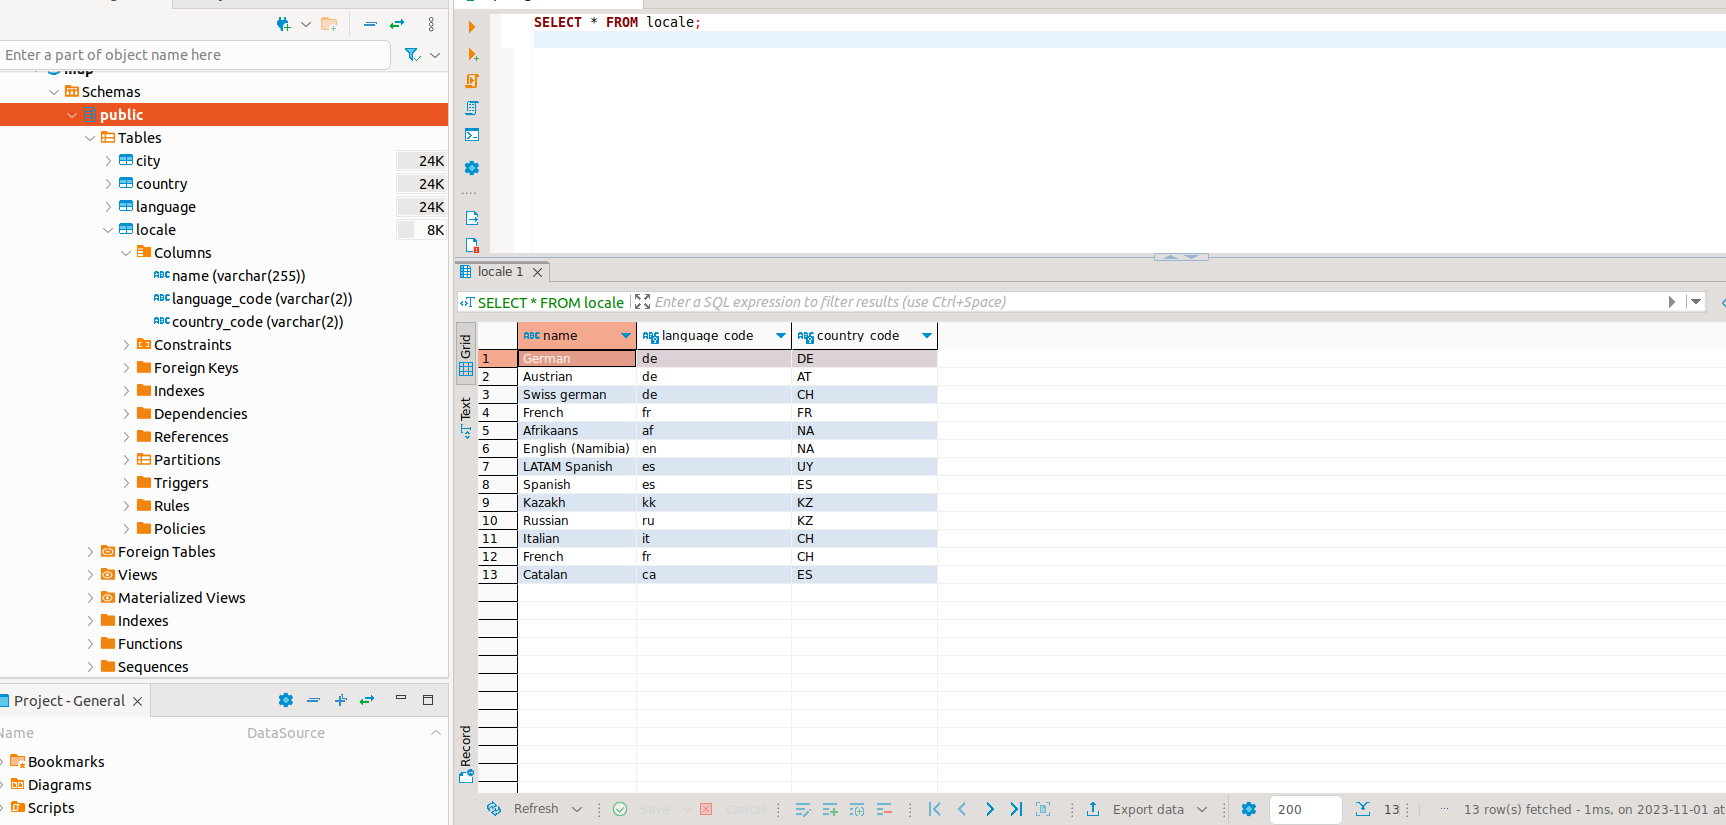 SELECT * FROM locale;
Enter a part of object name here
Schemas
public
Tables
city 24K
country 24K
language 24K
locale 8K
Columns
ABC name (varchar(255))
ABC language_code (varchar(2))
ABC country_code (varchar(2))
Constraints
Foreign Keys
Indexes
Dependencies
References
Partitions
Triggers
Rules
Policies
Foreign Tables
Views
Materialized Views
Indexes
Functions
Sequences
Project - General
Name DataSource
Bookmarks
Diagrams
Scripts
locale 1
SELECT * FROM locale Enter a SQL expression to filter results (use Ctrl+Space)
Grid
Text
Record
ABC name ABC language_code ABC country_code
1 German de DE
2 Austrian de AT
3 Swiss german de CH
4 French fr FR
5 Afrikaans af NA
6 English (Namibia) en NA
7 LATAM Spanish es UY
8 Spanish es ES
9 Kazakh kk KZ
10 Russian ru KZ
11 Italian it CH
12 French fr CH
13 Catalan ca ES
Refresh Save Cancel Export data 200 13 ... 13 row(s) fetched - 1ms, on 2023-11-01 at